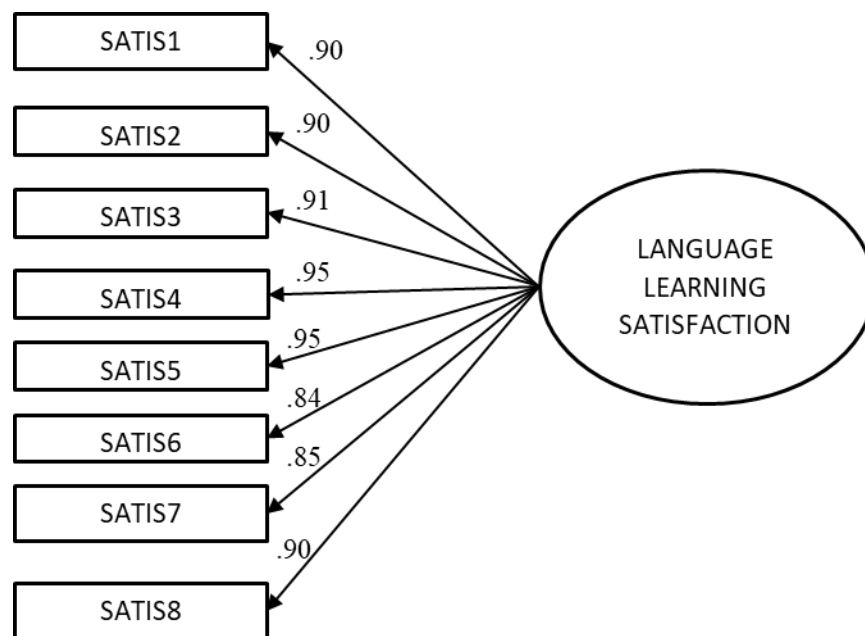 SATIS1
.90
SATIS2
.90
SATIS3
.91
SATIS4
.95
SATIS5
.95
SATIS6
.84
SATIS7
.85
SATIS8
.90
LANGUAGE
LEARNING
SATISFACTION